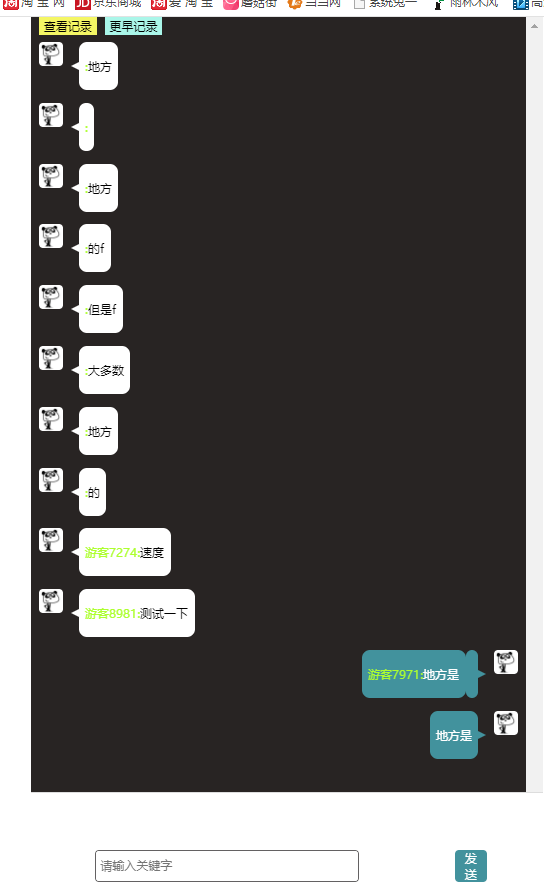 淘 宝 网 京东商城 爱 淘 宝 蘑菇街 当当网 系统兔一 雨林木风 高
查看记录 更早记录
:地方
:
:地方
:的f
:但是f
:大多数
:地方
:的
游客7274:速度
游客8981:测试一下
游客7971:地方是
地方是
请输入关键字
发
送